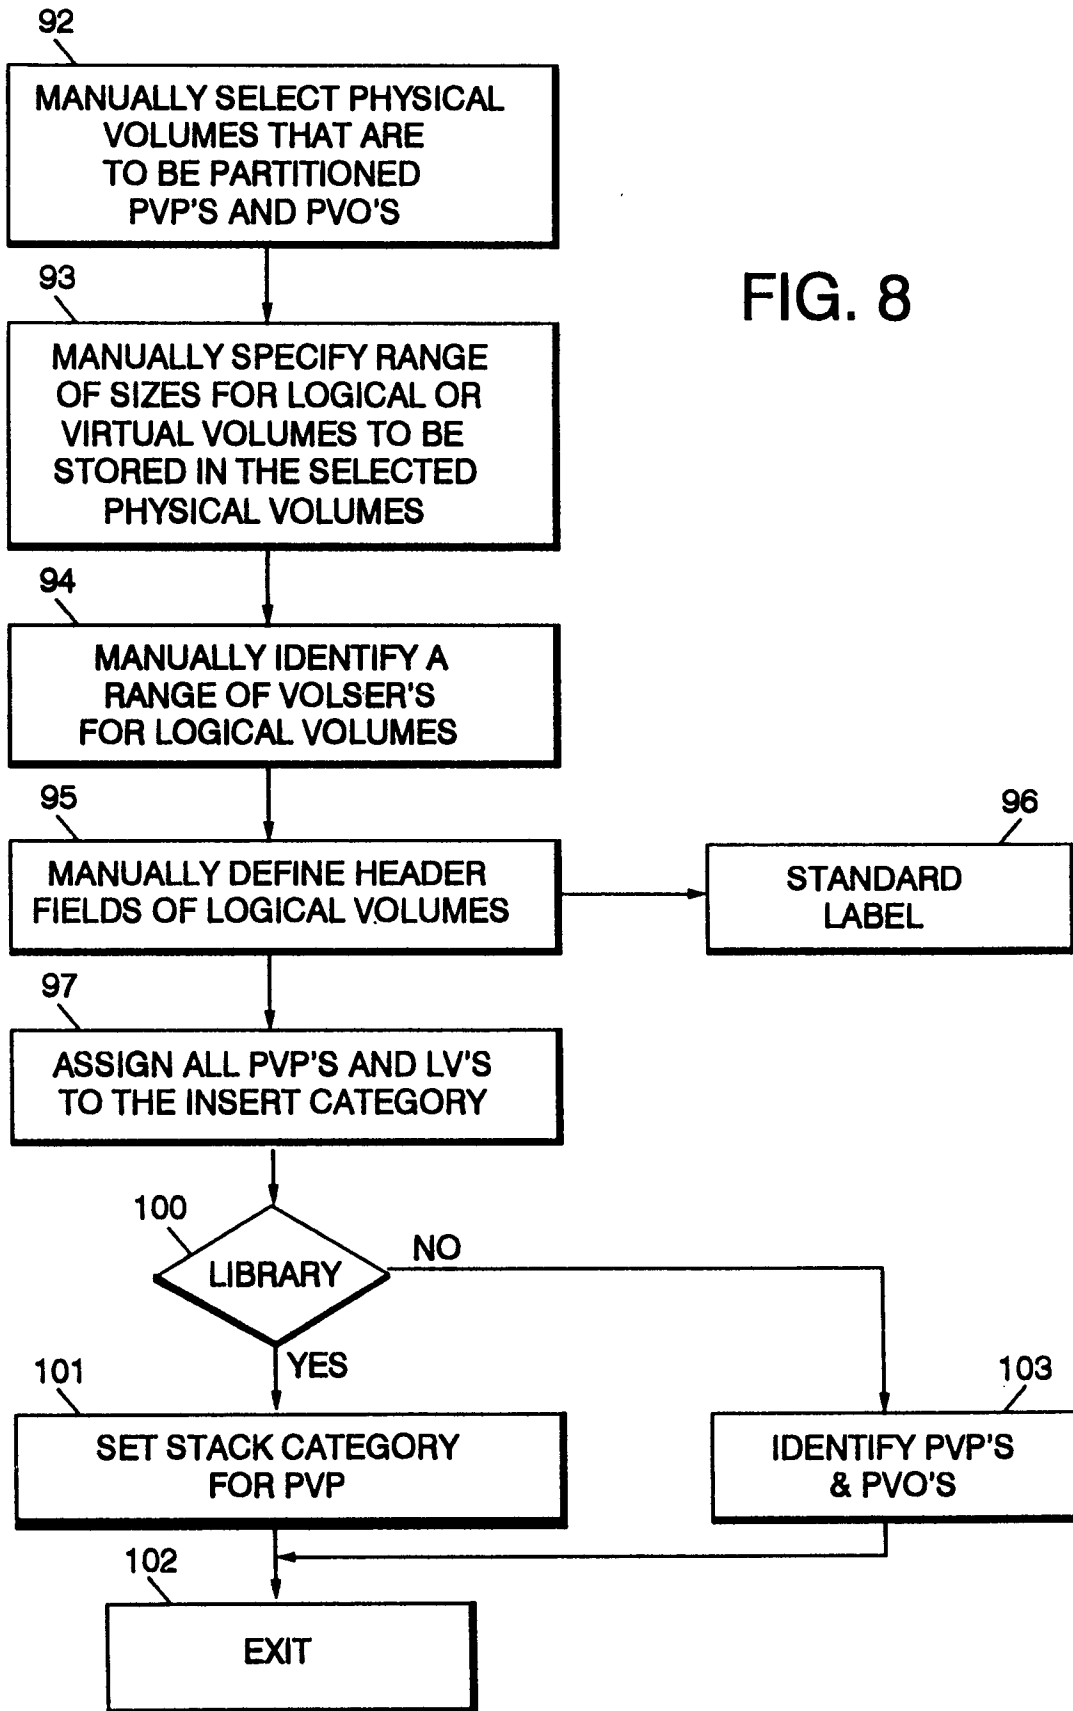 92
MANUALLY SELECT PHYSICAL
VOLUMES THAT ARE
TO BE PARTITIONED
PVP'S AND PVO'S
FIG. 8
93
MANUALLY SPECIFY RANGE
OF SIZES FOR LOGICAL OR
VIRTUAL VOLUMES TO BE
STORED IN THE SELECTED
PHYSICAL VOLUMES
94
MANUALLY IDENTIFY A
RANGE OF VOLSER'S
FOR LOGICAL VOLUMES
95
MANUALLY DEFINE HEADER
FIELDS OF LOGICAL VOLUMES
96
STANDARD
LABEL
97
ASSIGN ALL PVP'S AND LV'S
TO THE INSERT CATEGORY
100
LIBRARY
NO
YES
101
SET STACK CATEGORY
FOR PVP
103
IDENTIFY PVP'S
& PVO'S
102
EXIT